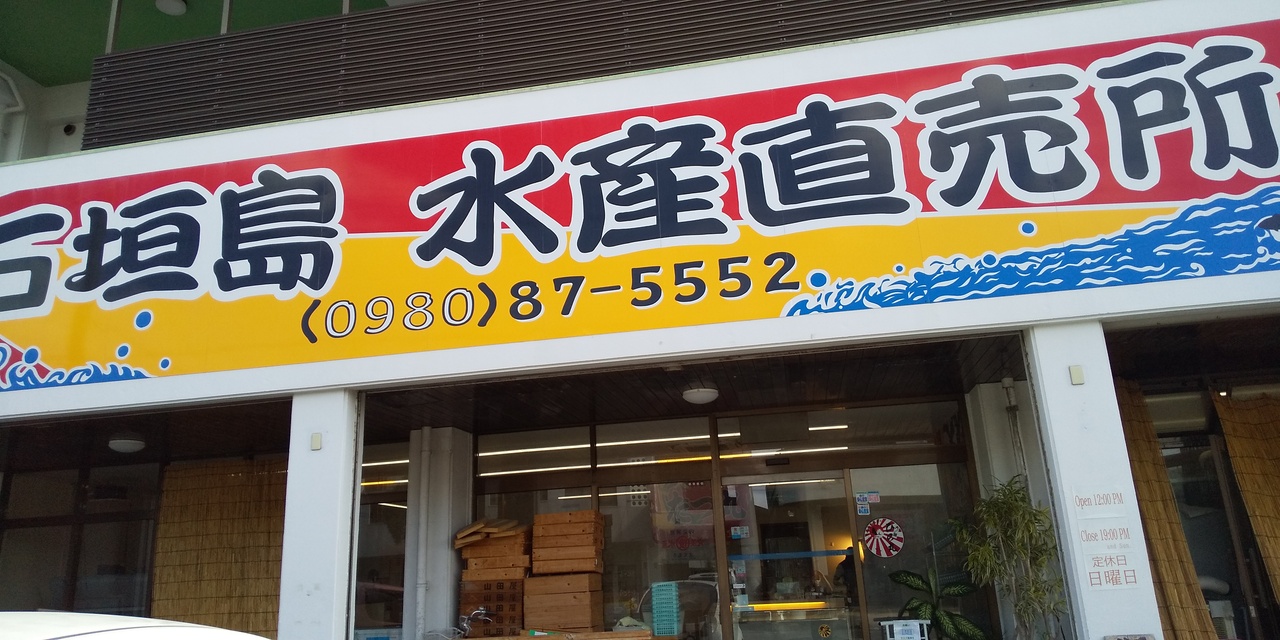 石垣島 水産直売所
(0980)87-5552
Open 12:00 PM
Close 19:00 PM
定休日
日曜日